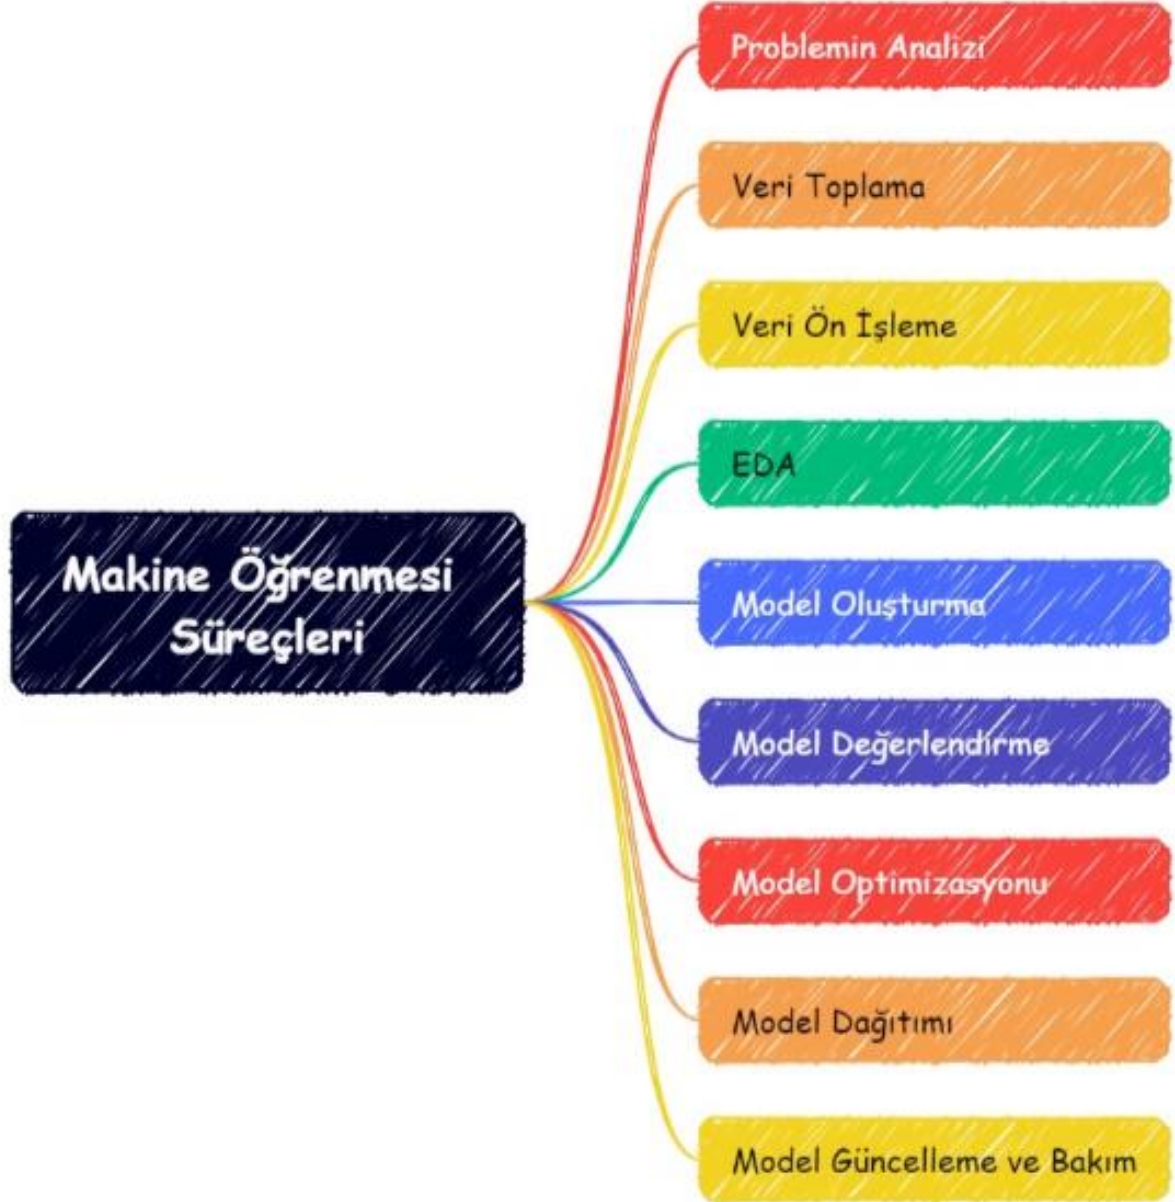 Problemin Analizi
Veri Toplama
Veri Ön İşleme
EDA
Makine Öğrenmesi
Süreçleri
Model Oluşturma
Model Değerlendirme
Model Optimizasyonu
Model Dağıtımı
Model Güncelleme ve Bakım